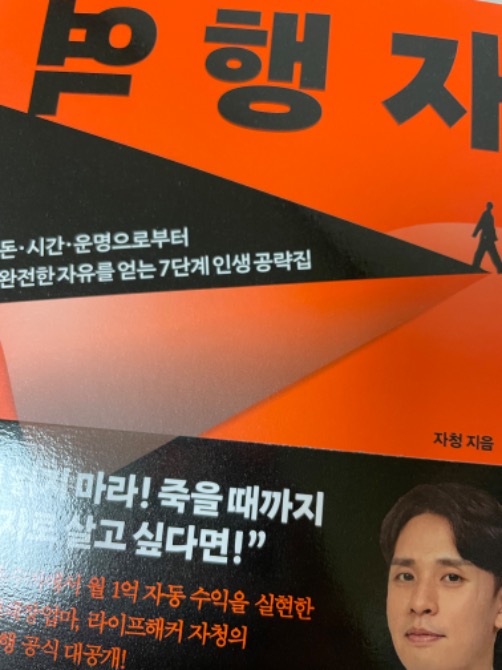 역행자
돈·시간·운명으로부터
완전한 자유를 얻는 7단계 인생 공략집
자청 지음
마라! 죽을 때까지
살고 싶다면!”
월 1억 자동 수익을 실현한
라이프해커 자청의
공식 대공개!